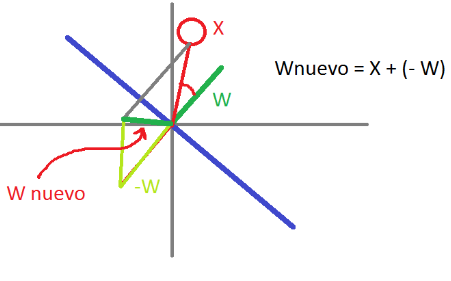 X
Wnuevo = X + (- W)
W
W nuevo
-W